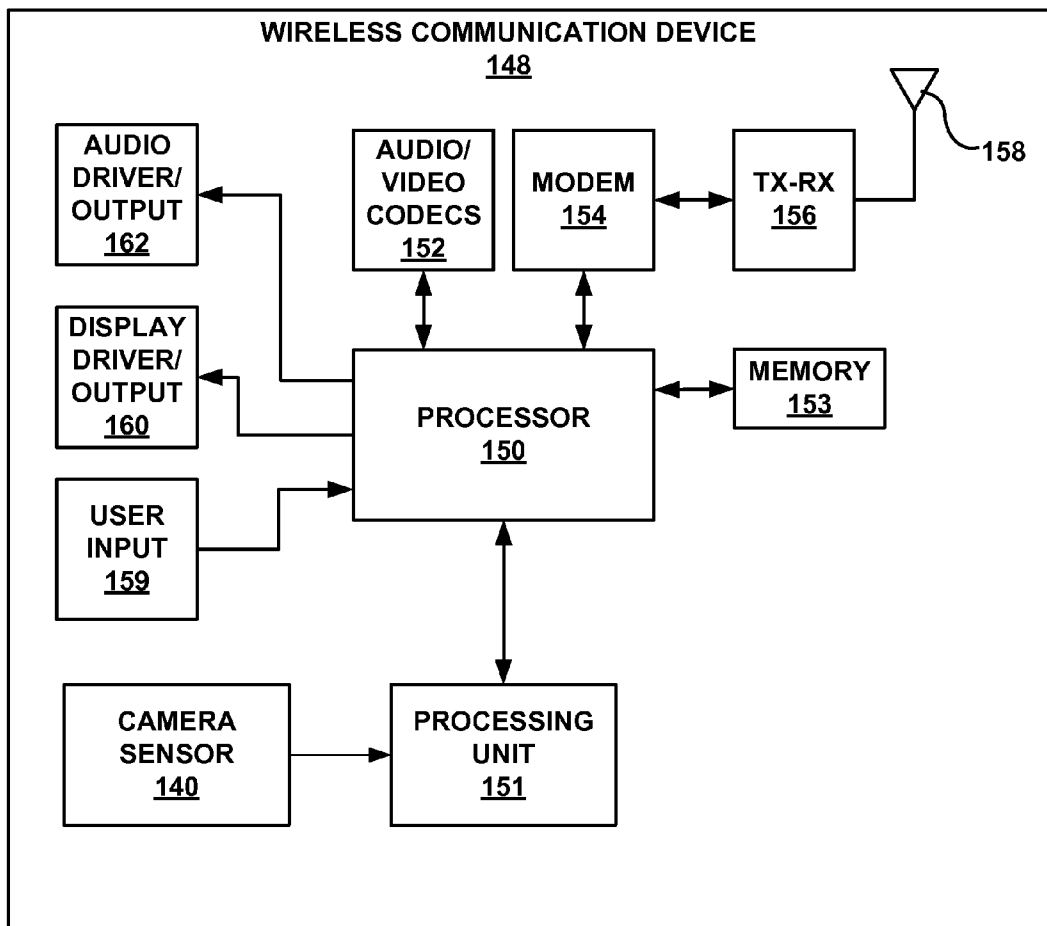 WIRELESS COMMUNICATION DEVICE
148
AUDIO
DRIVER/
OUTPUT
162
AUDIO/
VIDEO
CODECS
152
MODEM
154
TX-RX
156
158
DISPLAY
DRIVER/
OUTPUT
160
PROCESSOR
150
MEMORY
153
USER
INPUT
159
CAMERA
SENSOR
140
PROCESSING
UNIT
151